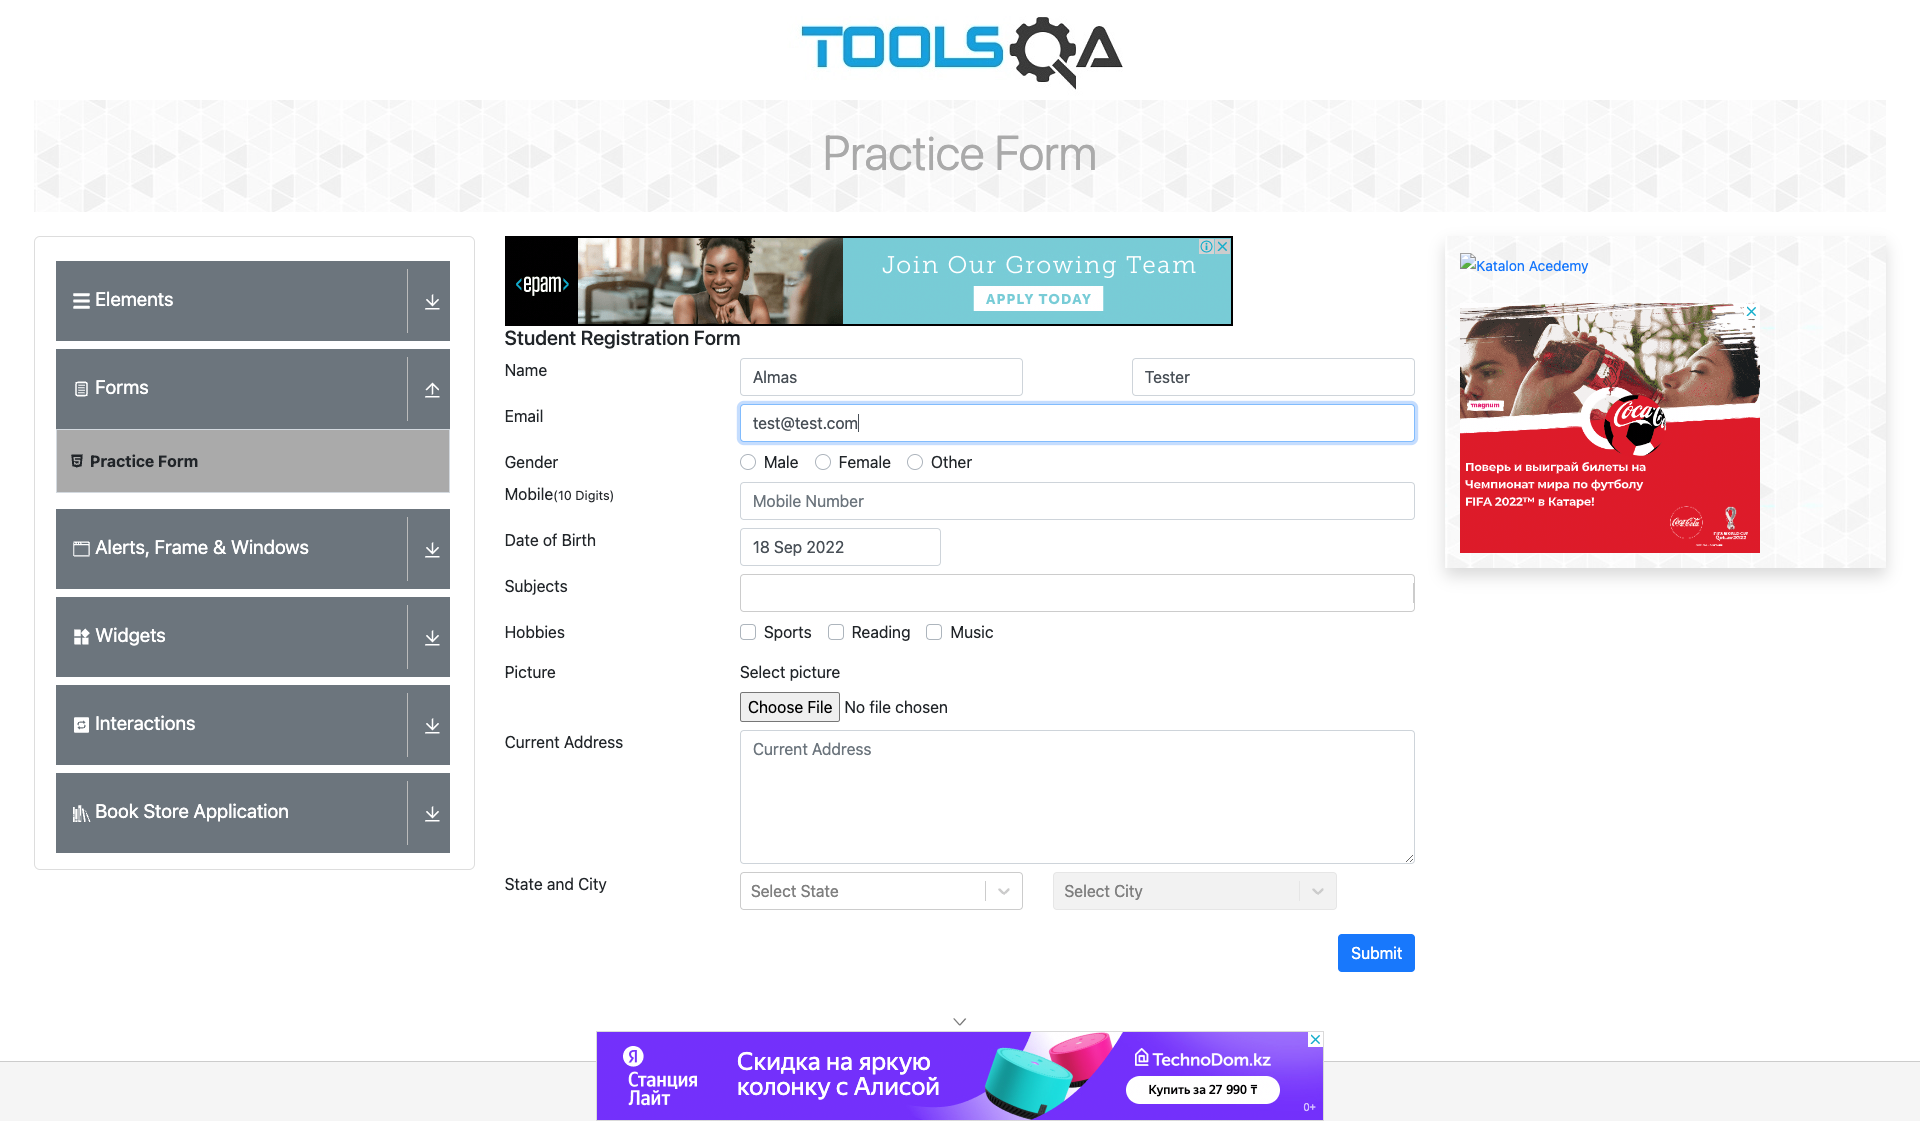 TOOLSQA
Practice Form
Elements
Forms
Practice Form
Alerts, Frame & Windows
Widgets
Interactions
Book Store Application
<epam>
Join Our Growing Team
APPLY TODAY
Student Registration Form
Name
Almas
Tester
Email
test@test.com
Gender
Male
Female
Other
Mobile(10 Digits)
Mobile Number
Date of Birth
18 Sep 2022
Subjects
Hobbies
Sports
Reading
Music
Picture
Select picture
Choose File No file chosen
Current Address
Current Address
State and City
Select State
Select City
Submit
Katalon Acedemy
magnum
Coca-Cola
Поверь и выиграй билеты на
Чемпионат мира по футболу
FIFA 2022™ в Катаре!
Coca-Cola
Я
Станция
Лайт
Скидка на яркую
колонку с Алисой
TechnoDom.kz
Купить за 27 990 ₸
0+